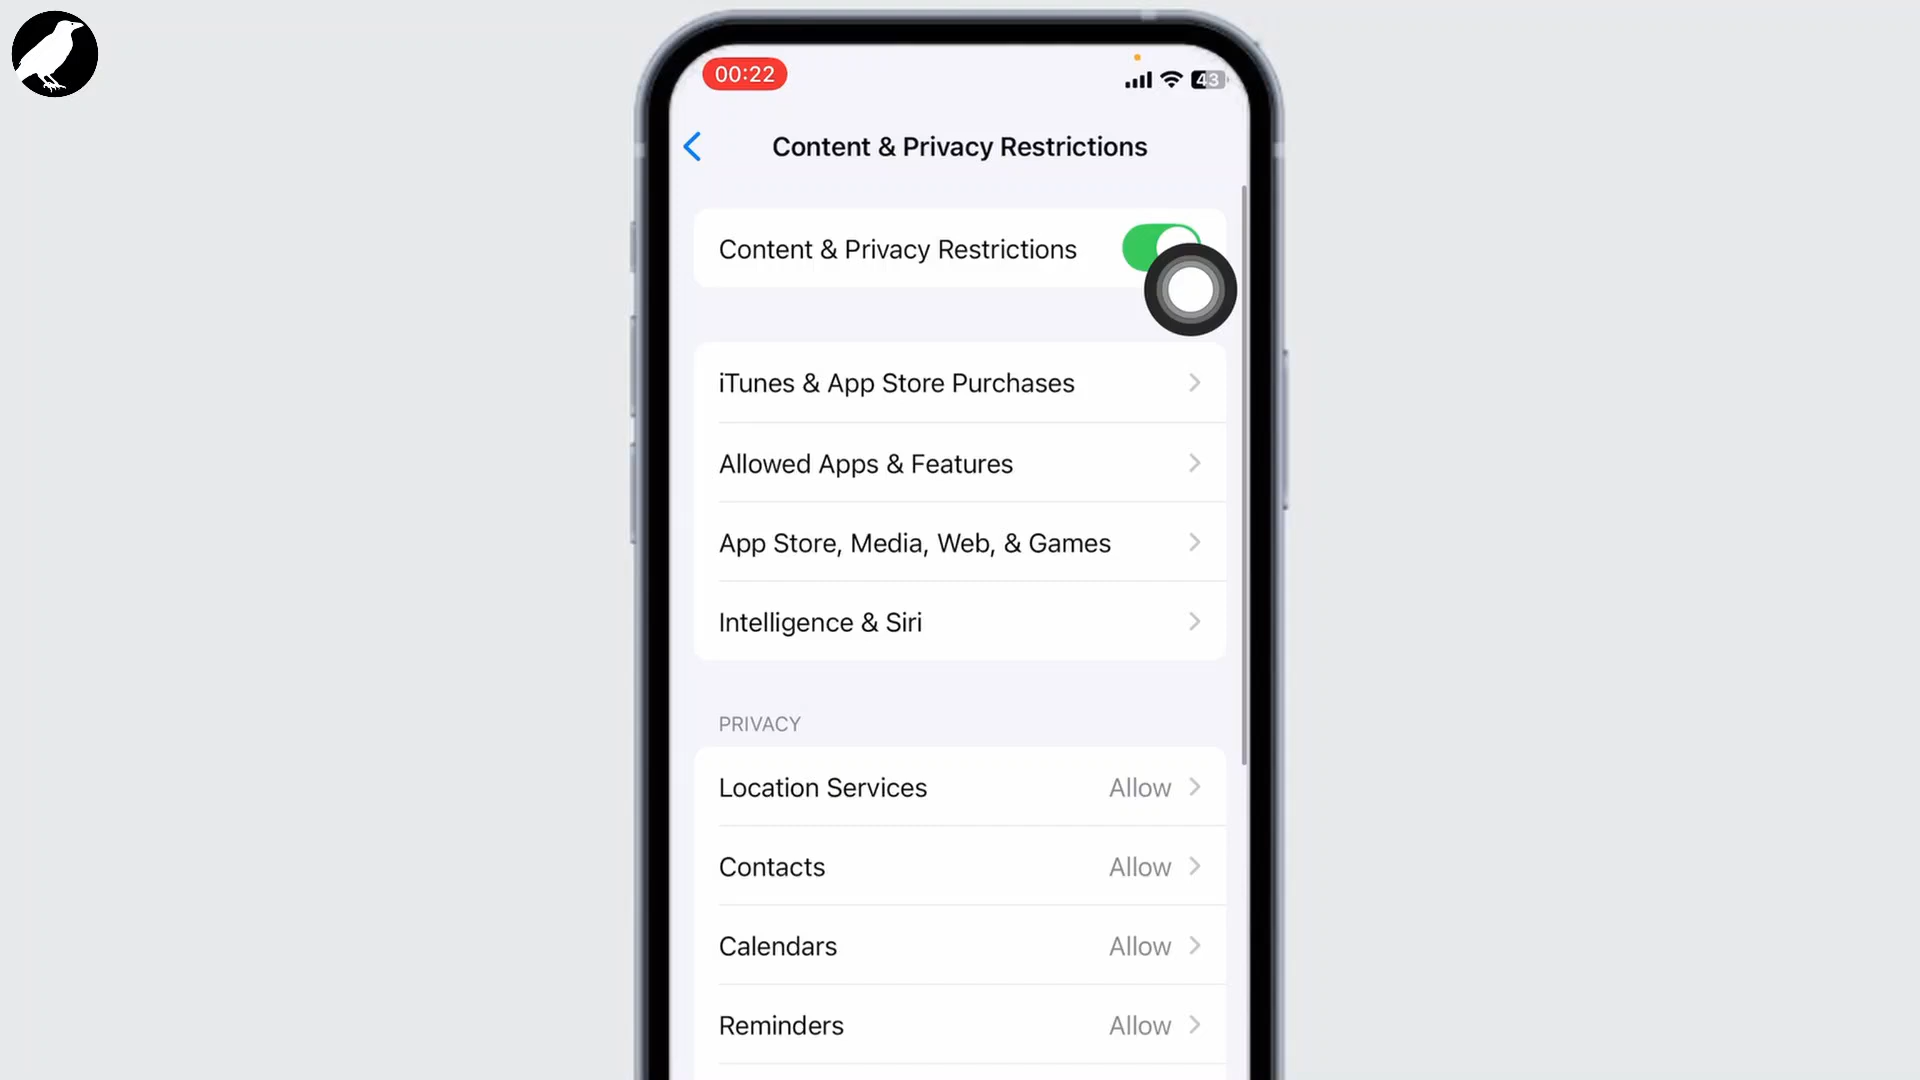 00:22
43
Content & Privacy Restrictions
Content & Privacy Restrictions
iTunes & App Store Purchases
Allowed Apps & Features
App Store, Media, Web, & Games
Intelligence & Siri
PRIVACY
Location Services Allow
Contacts Allow
Calendars Allow
Reminders Allow